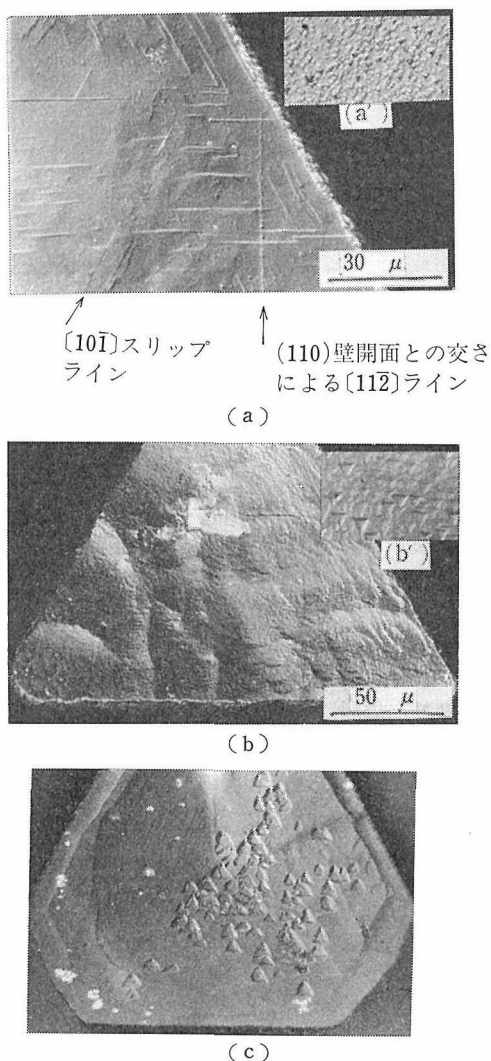 (a')
30 μ
〔101̄〕スリップ
ライン
(110)壁開面との交さ
による〔112̄〕ライン
(a)
(b')
50 μ
(b)
(c)